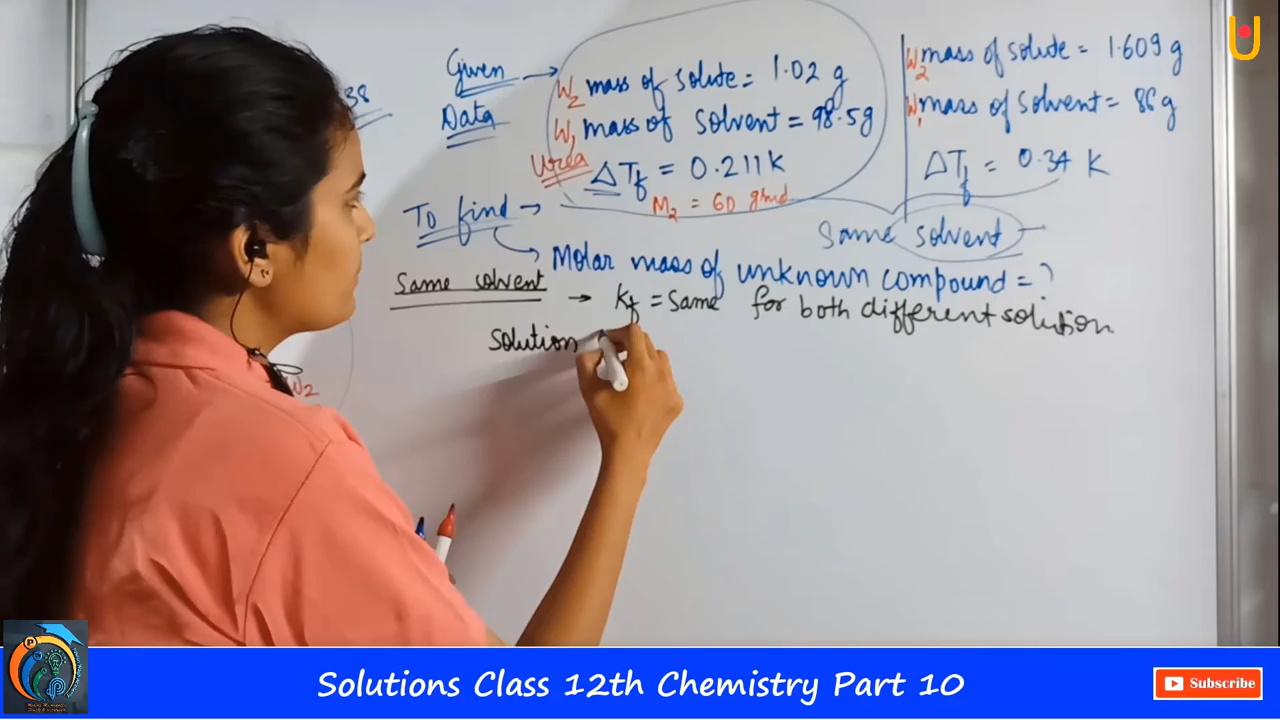 38
Given
Data
W2 mass of solute = 1.02 g
W1 mass of solvent = 98.5g
Urea
ΔTf = 0.211 K
M2 = 60 g/mol
W2 mass of solute = 1.609 g
W1 mass of solvent = 86 g
ΔTf = 0.34 K
Same solvent
To find →
Molar mass of unknown compound = ?
Same solvent → Kf = Same for both different solution
Solution
W2
Solutions Class 12th Chemistry Part 10
Subscribe